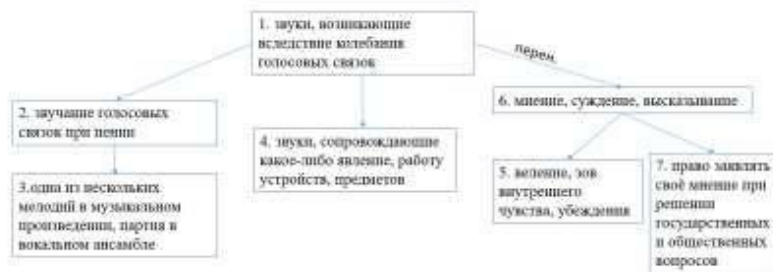 1. звуки, возникающие
вследствие колебания
голосовых связок
перен.
2. звучание голосовых
связок при пении
6. мнение, суждение, высказывание
4. звуки, сопровождающие
какое-либо явление, работу
устройств, предметов
3.одна из нескольких
мелодий в музыкальном
произведении, партия в
вокальном ансамбле
5. веление, зов
внутреннего
чувства, убеждения
7. право заявлять
своё мнение при
решении
государственных
и общественных
вопросов